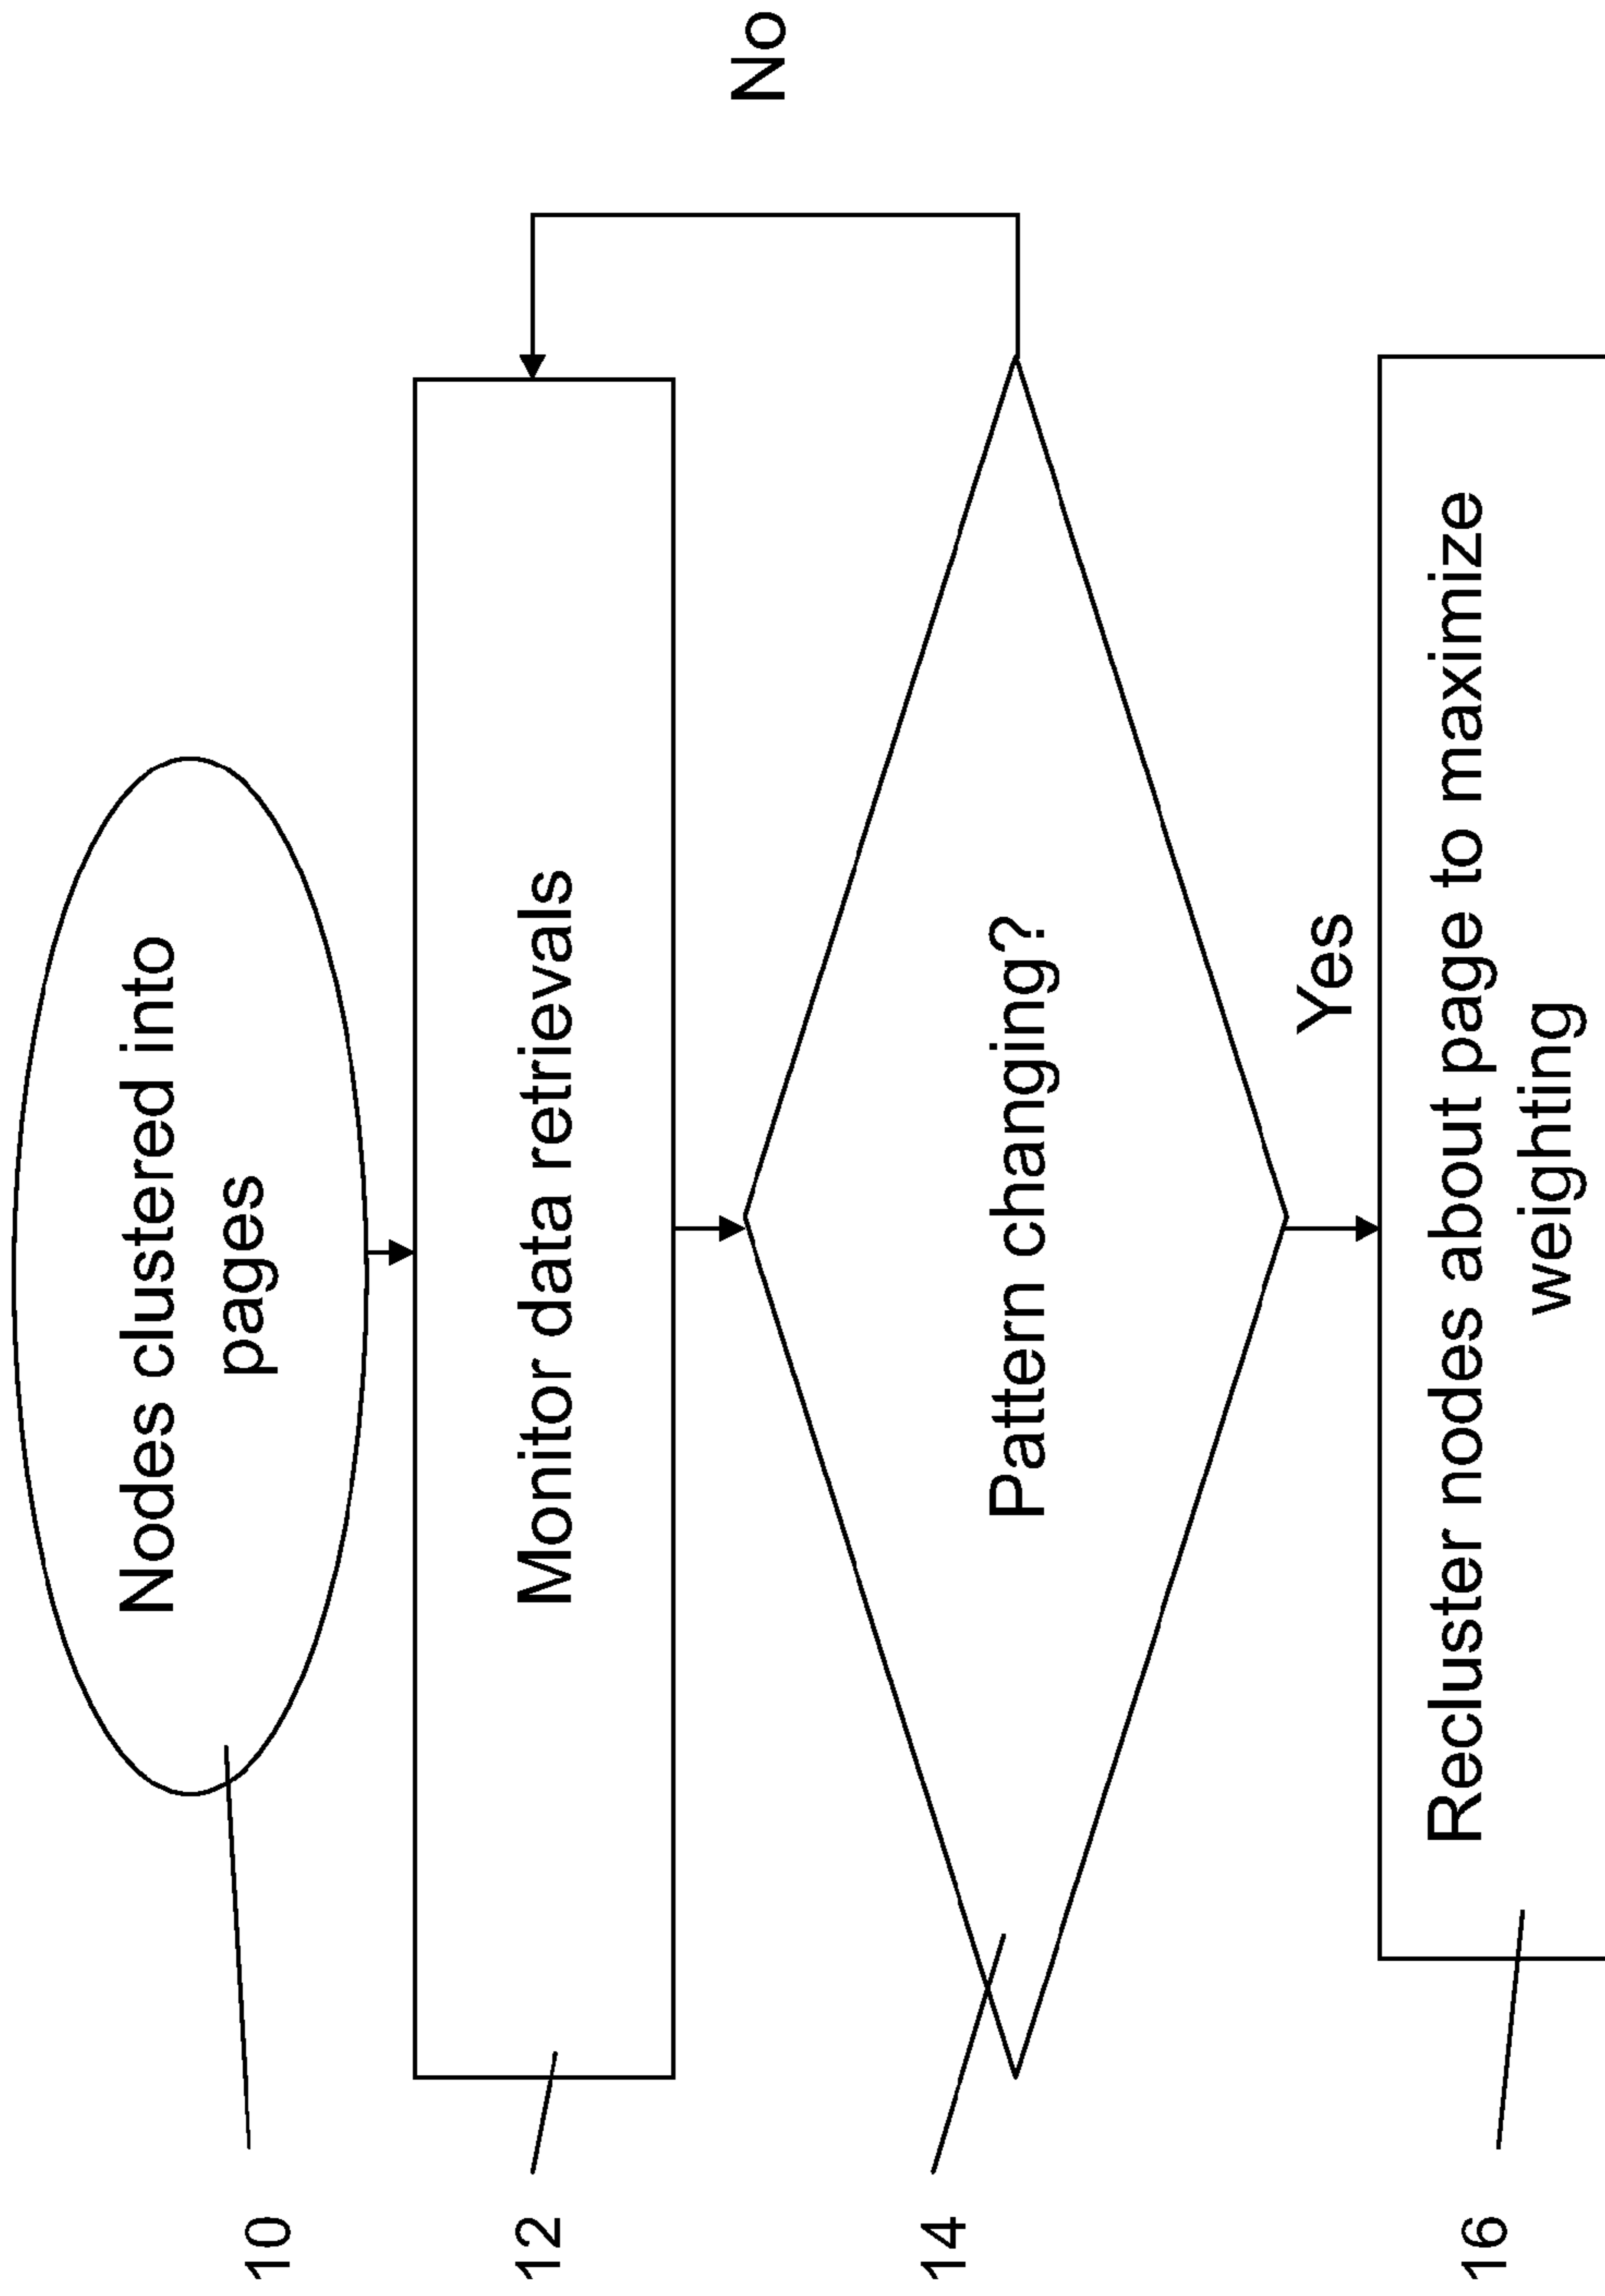 Nodes clustered into
pages
10
Monitor data retrievals
12
No
Pattern changing?
14
Yes
Recluster nodes about page to maximize
weighting
16